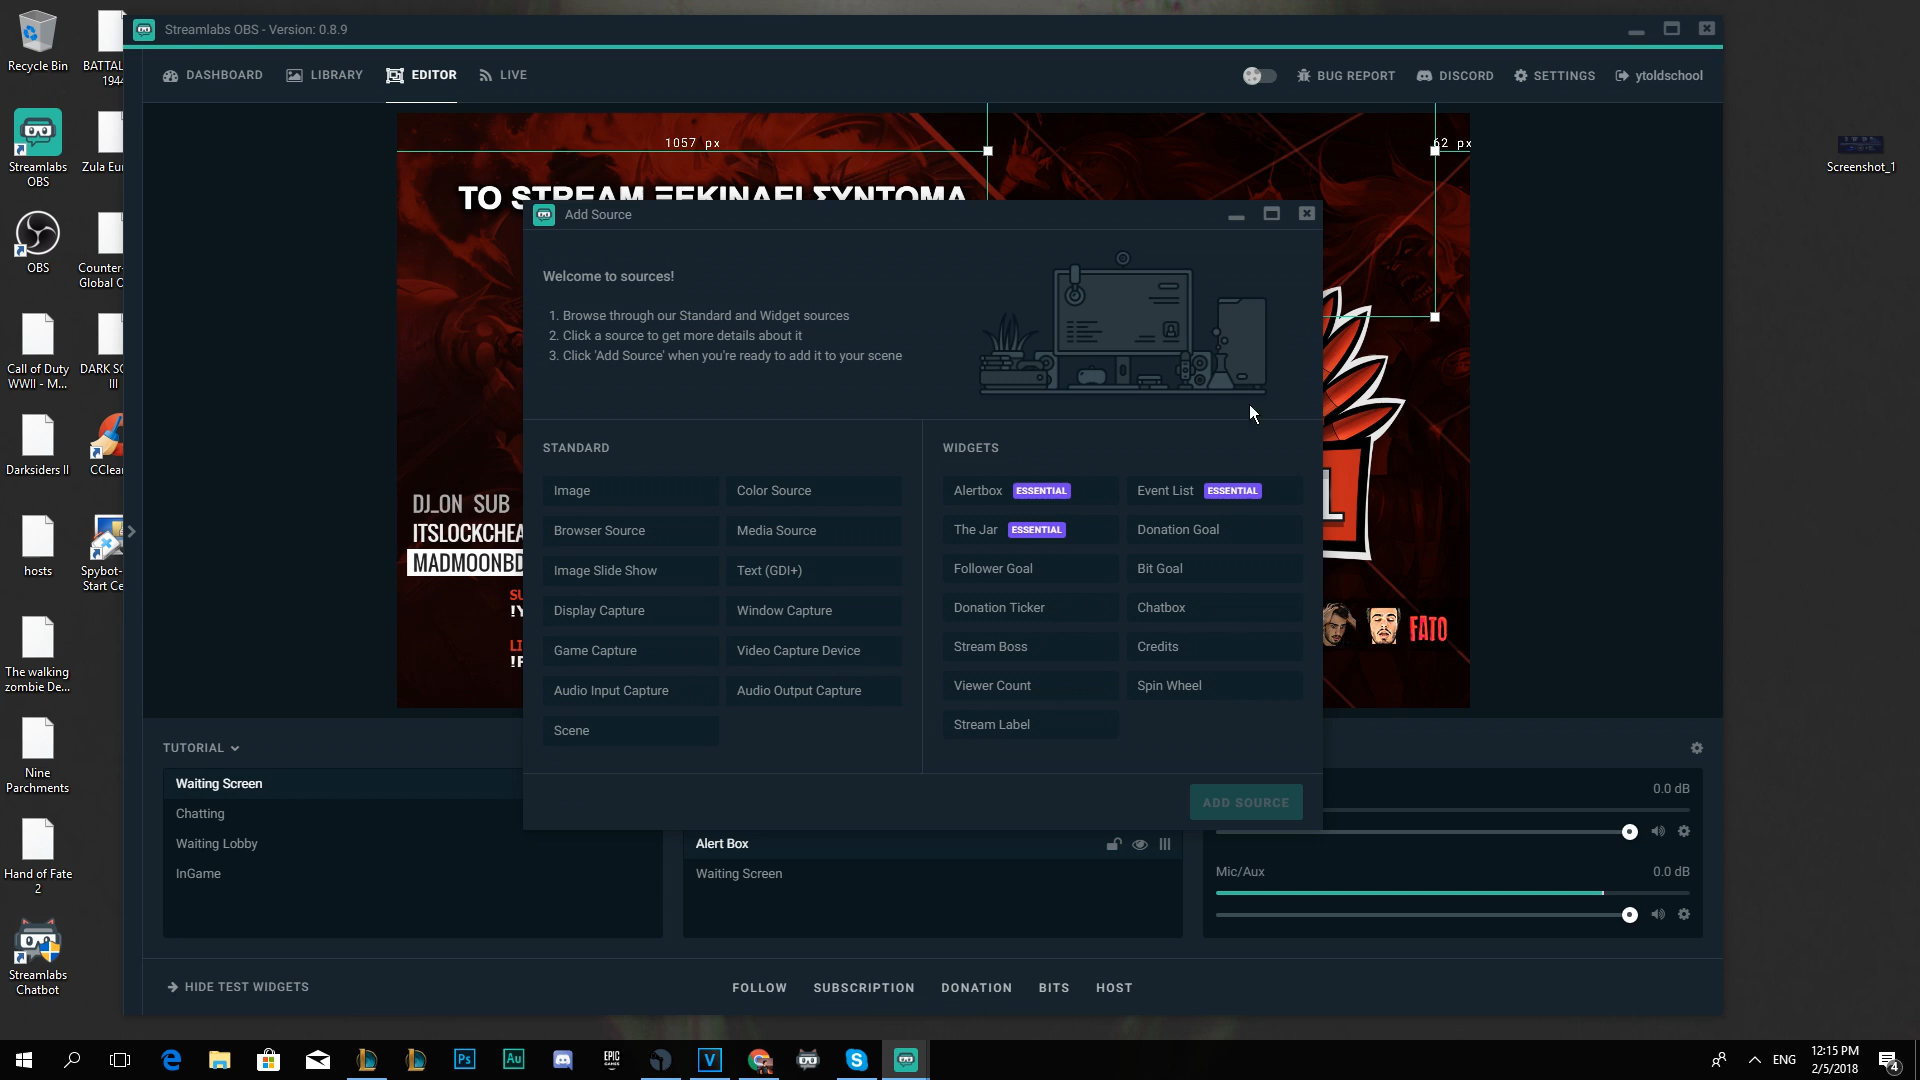 Streamlabs OBS - Version: 0.8.9
DASHBOARD
LIBRARY
EDITOR
LIVE
BUG REPORT
DISCORD
SETTINGS
ytoldschool
Recycle Bin
BATTAL
1944
Streamlabs
OBS
Zula Eur
OBS
Counter-
Global O
Call of Duty
WWII - M...
DARK SO
III
Darksiders II
CClean
hosts
Spybot-
Start Ce
The walking
zombie De...
Nine
Parchments
Hand of Fate
2
Streamlabs
Chatbot
Screenshot_1
1057 px
62 px
ΤΟ STREAM ΞΕΚΙΝΑΕΙ ΣΥΝΤΟΜΑ
DJ_ON SUB
ITSLOCKCHEA
MADMOONBD
FATO
Add Source
Welcome to sources!
1. Browse through our Standard and Widget sources
2. Click a source to get more details about it
3. Click 'Add Source' when you're ready to add it to your scene
STANDARD
Image
Color Source
Browser Source
Media Source
Image Slide Show
Text (GDI+)
Display Capture
Window Capture
Game Capture
Video Capture Device
Audio Input Capture
Audio Output Capture
Scene
WIDGETS
Alertbox ESSENTIAL
Event List ESSENTIAL
The Jar ESSENTIAL
Donation Goal
Follower Goal
Bit Goal
Donation Ticker
Chatbox
Stream Boss
Credits
Viewer Count
Spin Wheel
Stream Label
ADD SOURCE
TUTORIAL
Waiting Screen
Chatting
Waiting Lobby
InGame
Alert Box
Waiting Screen
0.0 dB
Mic/Aux
0.0 dB
HIDE TEST WIDGETS
FOLLOW
SUBSCRIPTION
DONATION
BITS
HOST
Ps
Au
EPIC
GAMES
V
ENG
12:15 PM
2/5/2018
4